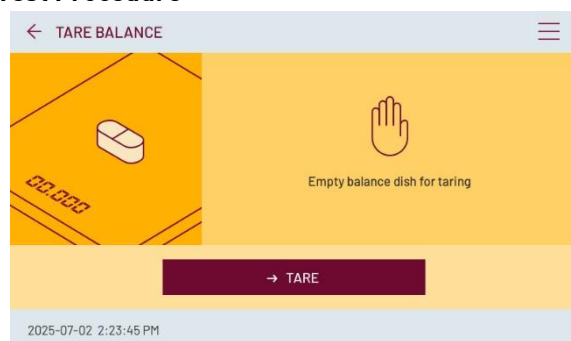 ← TARE BALANCE
00.000
Empty balance dish for taring
→ TARE
2025-07-02 2:23:45 PM